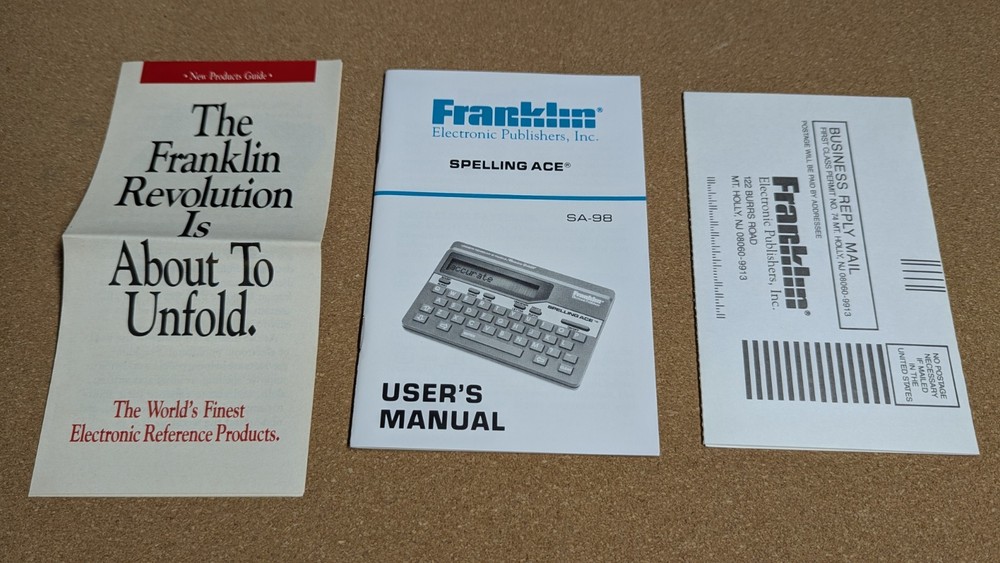 • New Products Guide •
The
Franklin
Revolution
Is
About To
Unfold.
The World's Finest
Electronic Reference Products.
Franklin®
Electronic Publishers, Inc.
SPELLING ACE®
SA-98
accurate
Franklin
SPELLING ACE™
USER'S
MANUAL
BUSINESS REPLY MAIL
FIRST CLASS PERMIT NO. 74 MT. HOLLY, NJ 08060-9913
POSTAGE WILL BE PAID BY ADDRESSEE
Franklin®
Electronic Publishers, Inc.
122 BURRS ROAD
MT. HOLLY, NJ 08060-9913
NO POSTAGE
NECESSARY
IF MAILED
IN THE
UNITED STATES